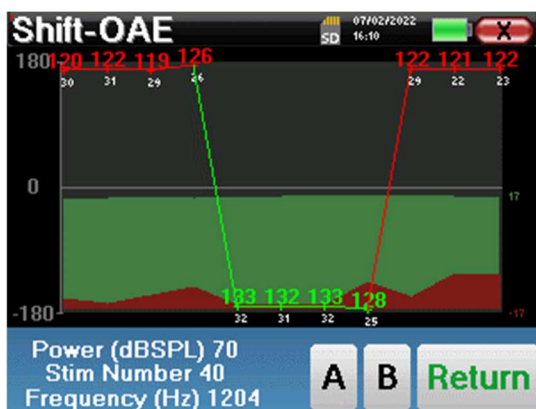 Shift-OAE
SD
07/02/2022
16:10
X
180
120 122 119 126 122 121 122
30 31 29 26 29 22 23
0
17
133 132 133 128
32 31 32 25
-180
-17
Power (dBSPL) 70
Stim Number 40
Frequency (Hz) 1204
A B Return